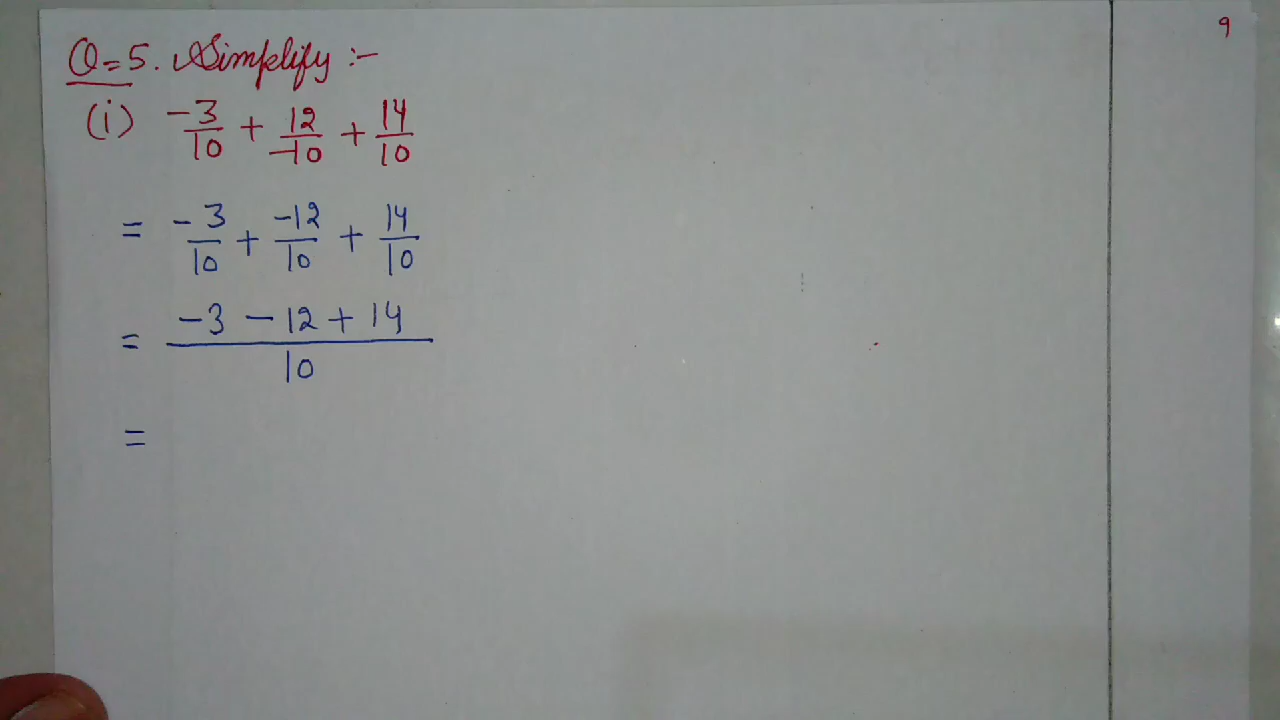 9
Q=5. Simplify :-
(i) -3/10 + 12/-10 + 14/10
= -3/10 + -12/10 + 14/10
= -3 - 12 + 14 / 10
=